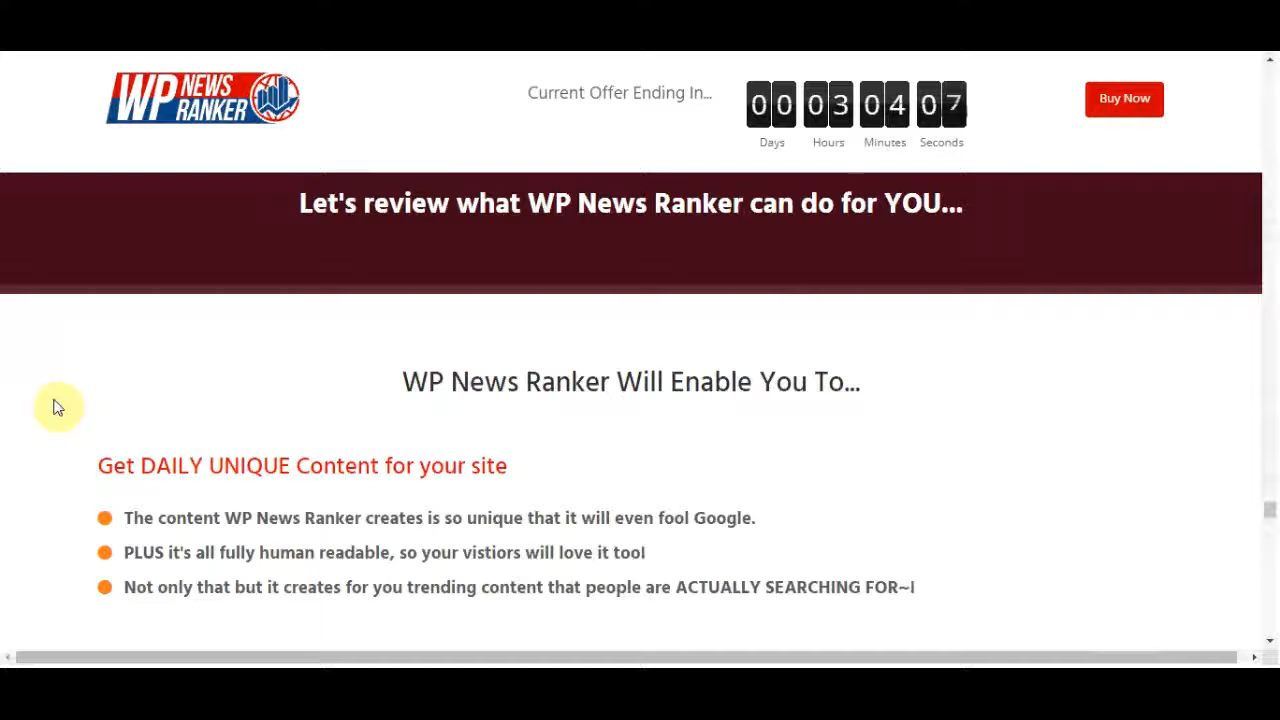 WP NEWS RANKER
Current Offer Ending In...
00 03 04 07
Days Hours Minutes Seconds
Buy Now
Let's review what WP News Ranker can do for YOU...
WP News Ranker Will Enable You To...
Get DAILY UNIQUE Content for your site
The content WP News Ranker creates is so unique that it will even fool Google.
PLUS it's all fully human readable, so your vistiors will love it too!
Not only that but it creates for you trending content that people are ACTUALLY SEARCHING FOR~!